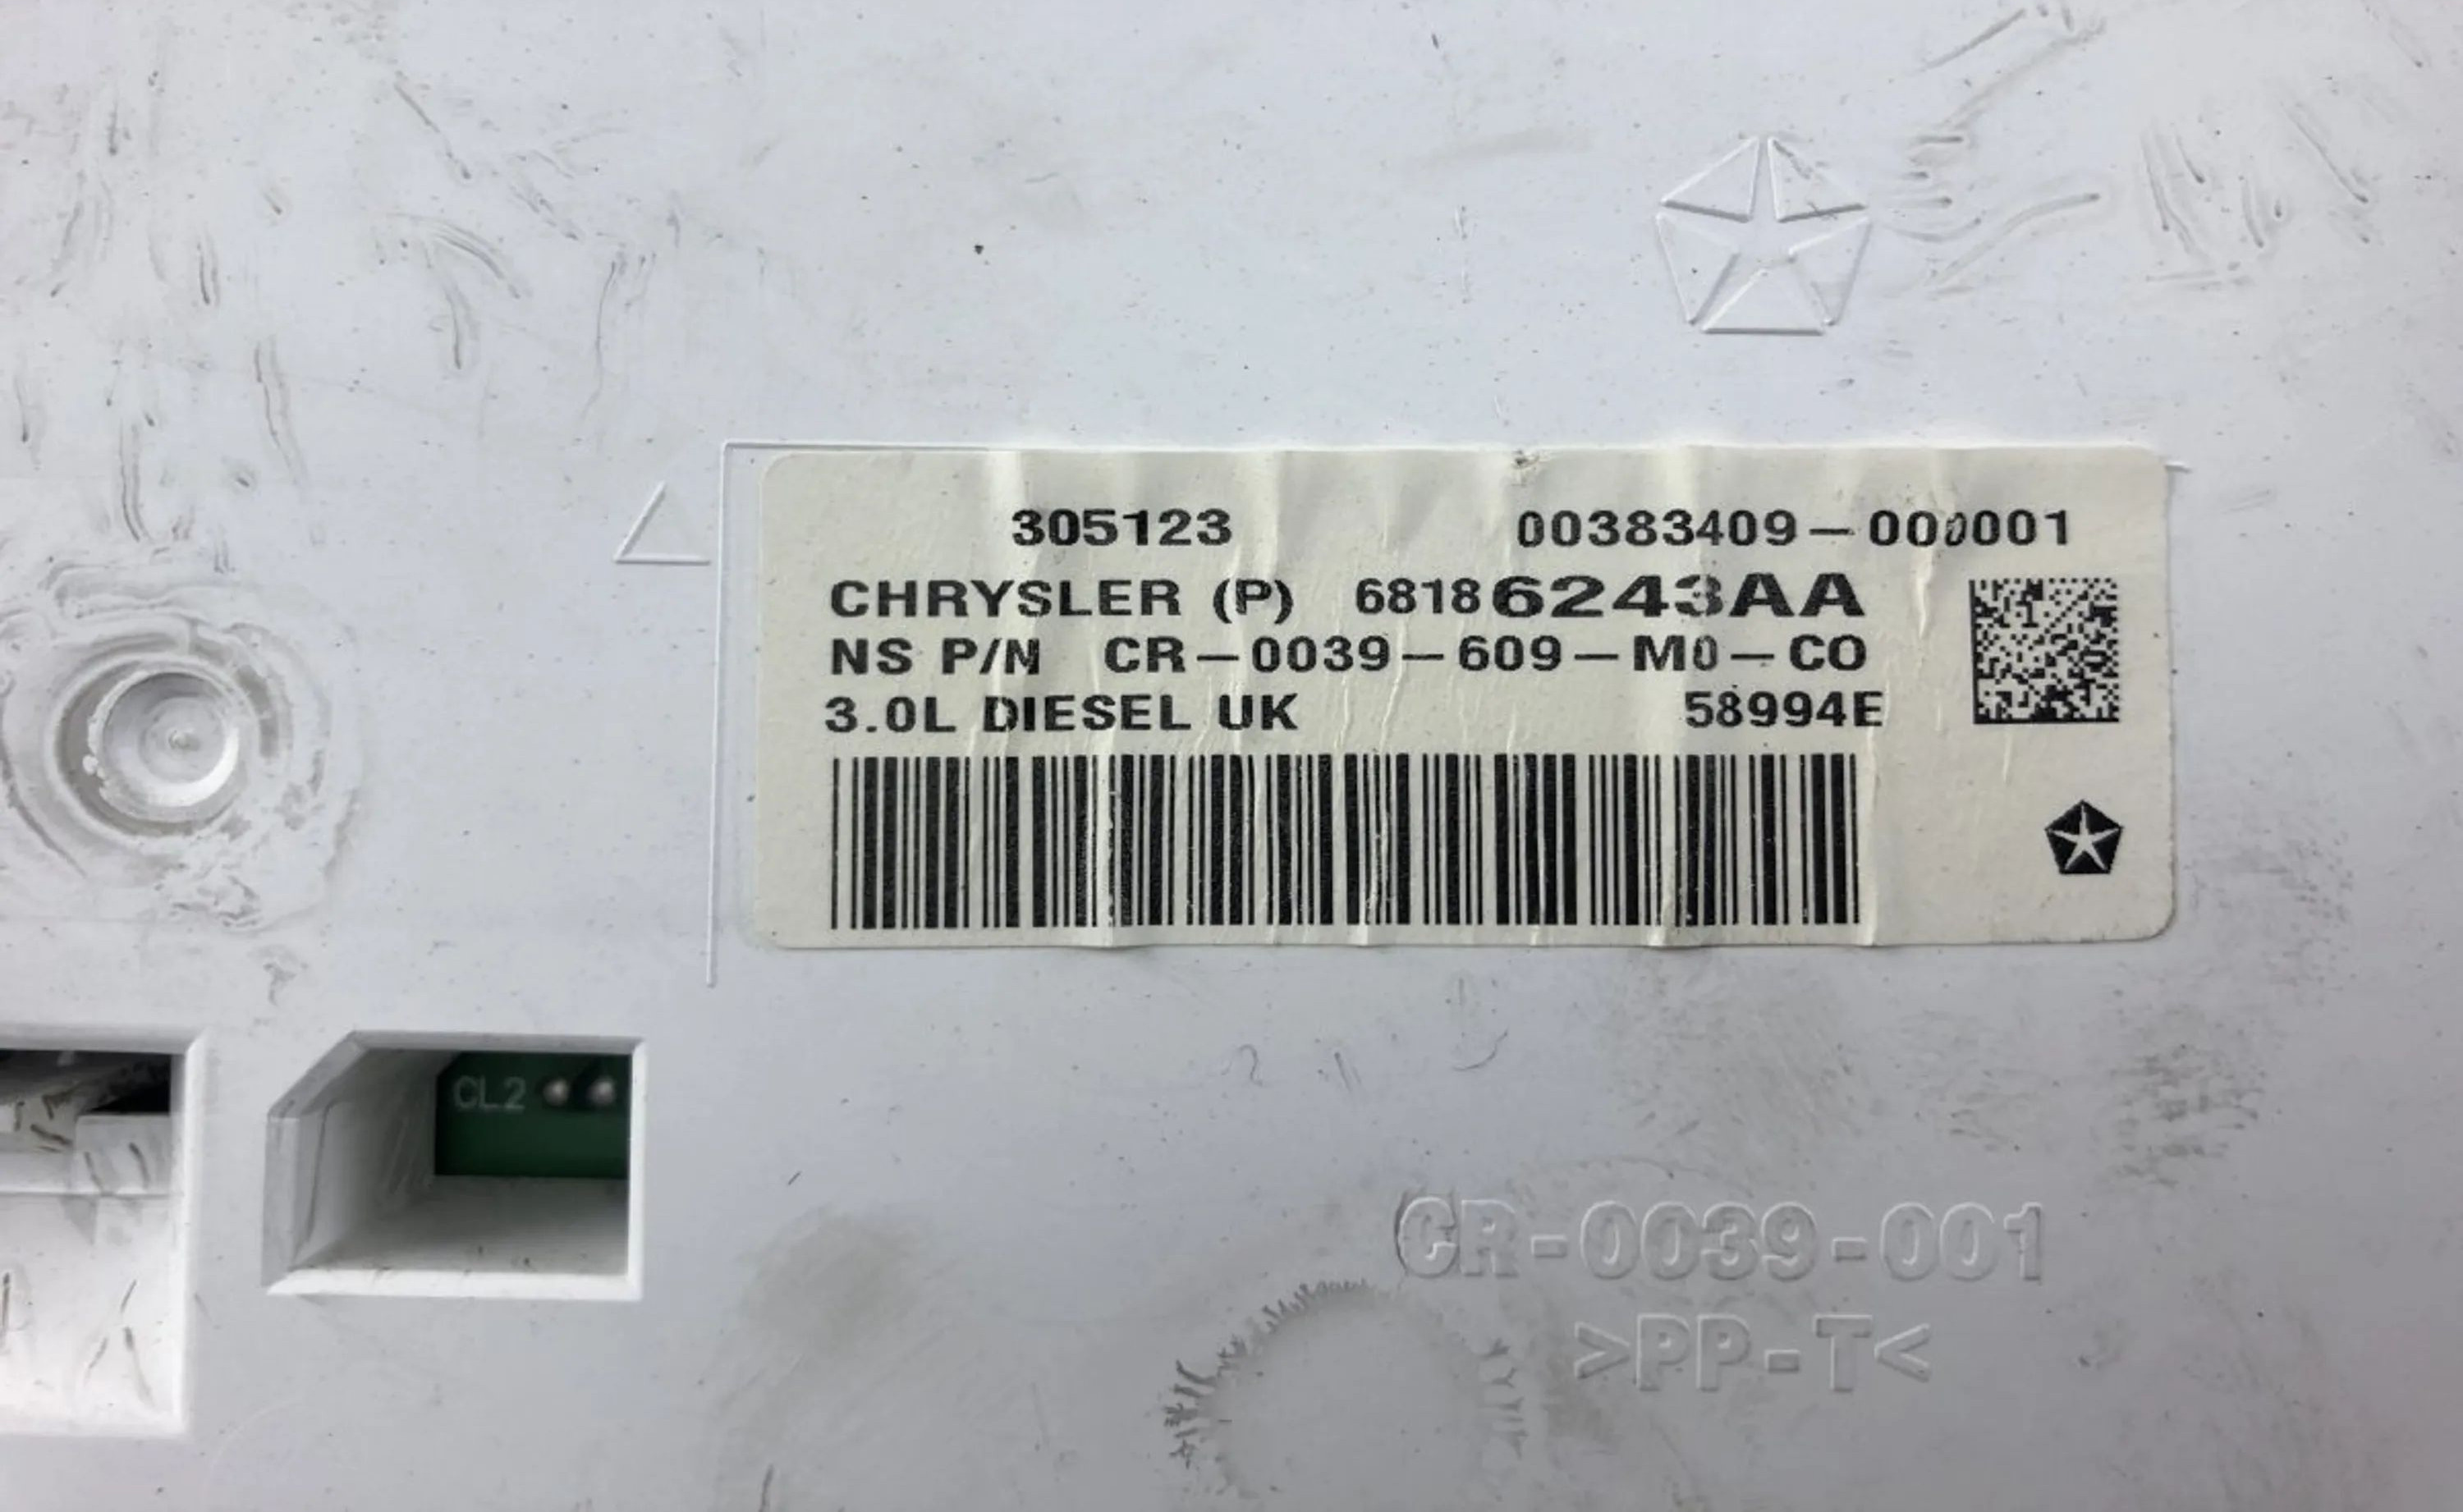 305123 00383409-000001
CHRYSLER (P) 68186243AA
NS P/N CR-0039-609-M0-CO
3.0L DIESEL UK 58994E
CL2
CR-0039-001
>PP-T<